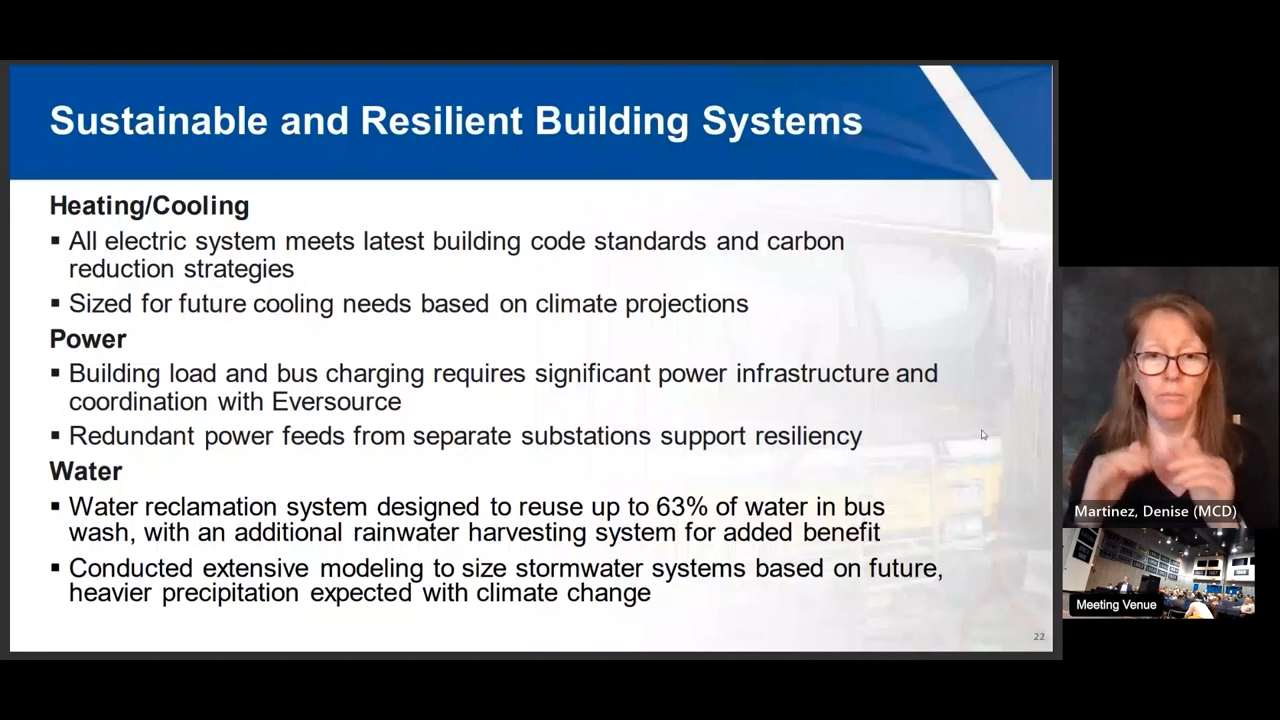 Sustainable and Resilient Building Systems
Heating/Cooling
▪ All electric system meets latest building code standards and carbon
reduction strategies
▪ Sized for future cooling needs based on climate projections
Power
▪ Building load and bus charging requires significant power infrastructure and
coordination with Eversource
▪ Redundant power feeds from separate substations support resiliency
Water
▪ Water reclamation system designed to reuse up to 63% of water in bus
wash, with an additional rainwater harvesting system for added benefit
▪ Conducted extensive modeling to size stormwater systems based on future,
heavier precipitation expected with climate change
22
Martinez, Denise (MCD)
Meeting Venue